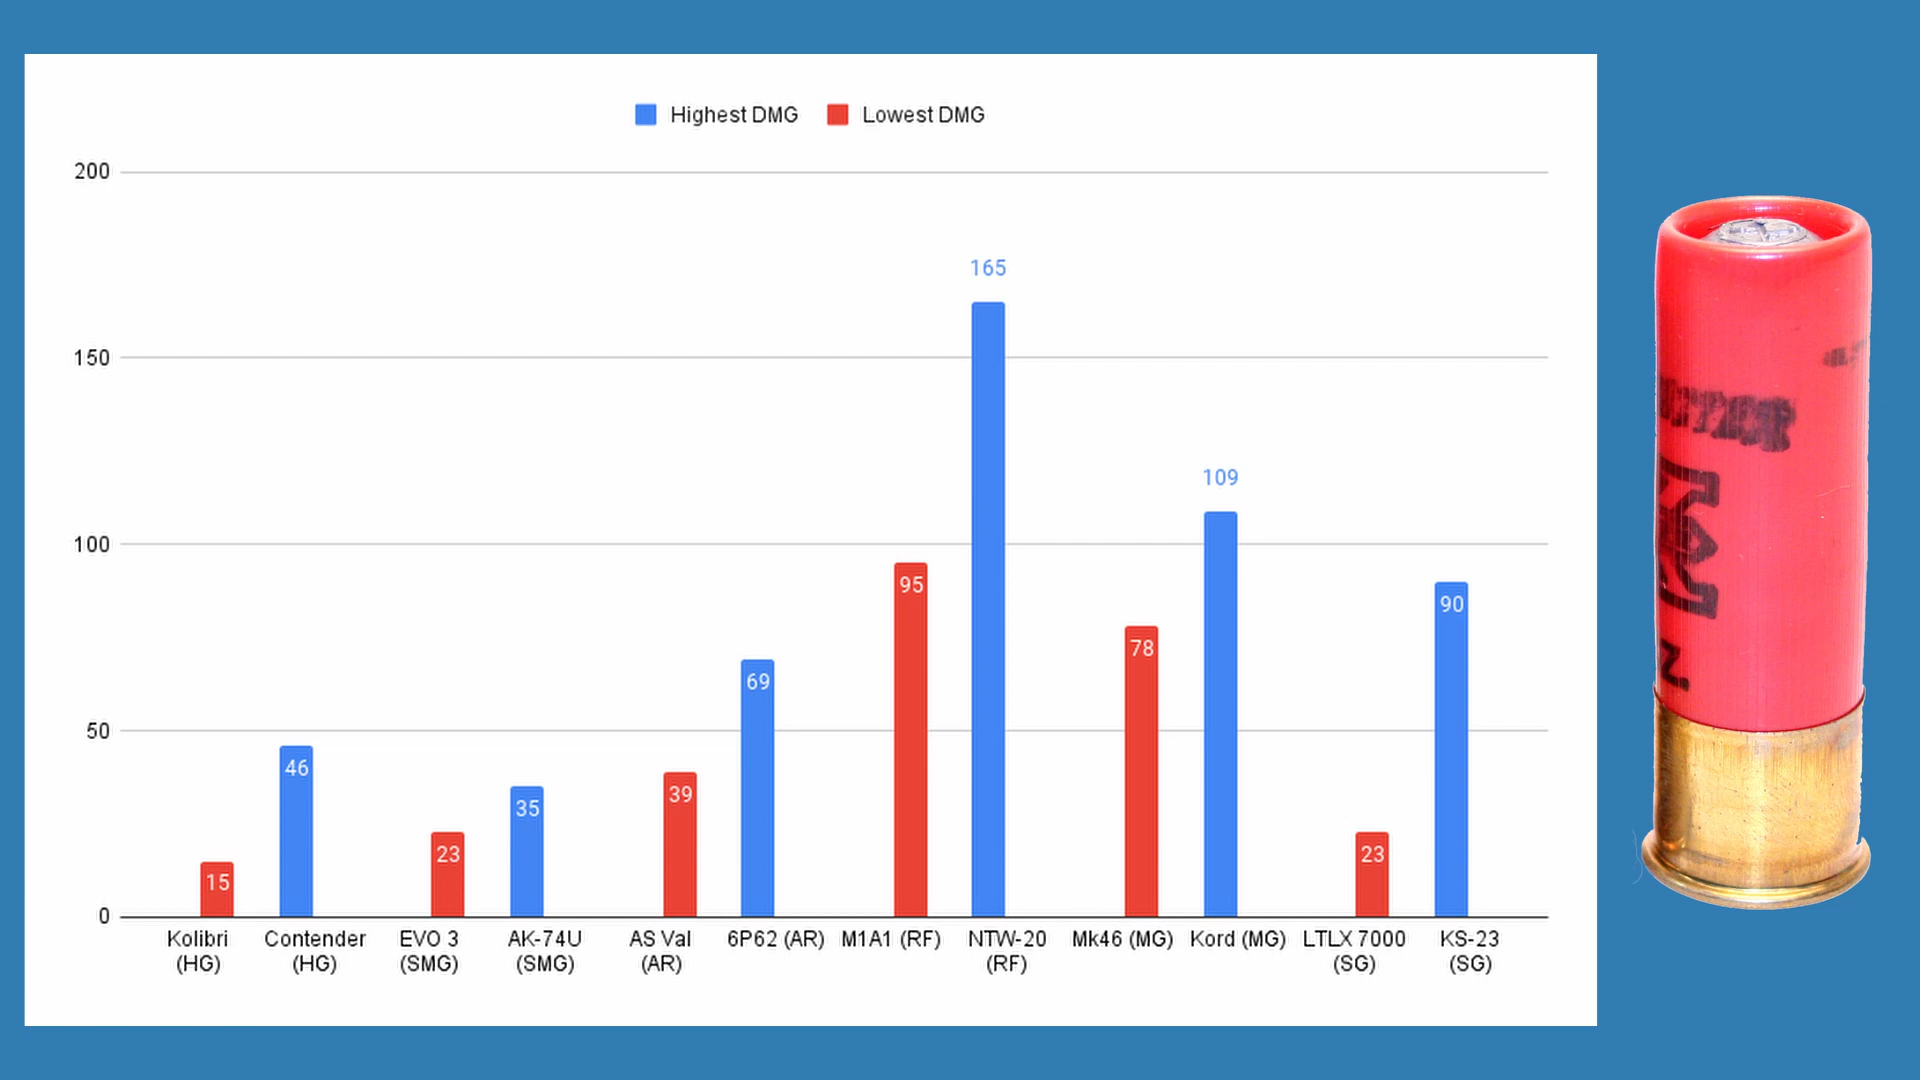 Highest DMG Lowest DMG
200
165
150
109
100
95
90
78
69
50
46
39
35
23
23
15
0
Kolibri (HG)
Contender (HG)
EVO 3 (SMG)
AK-74U (SMG)
AS Val (AR)
6P62 (AR)
M1A1 (RF)
NTW-20 (RF)
Mk46 (MG)
Kord (MG)
LTLX 7000 (SG)
KS-23 (SG)